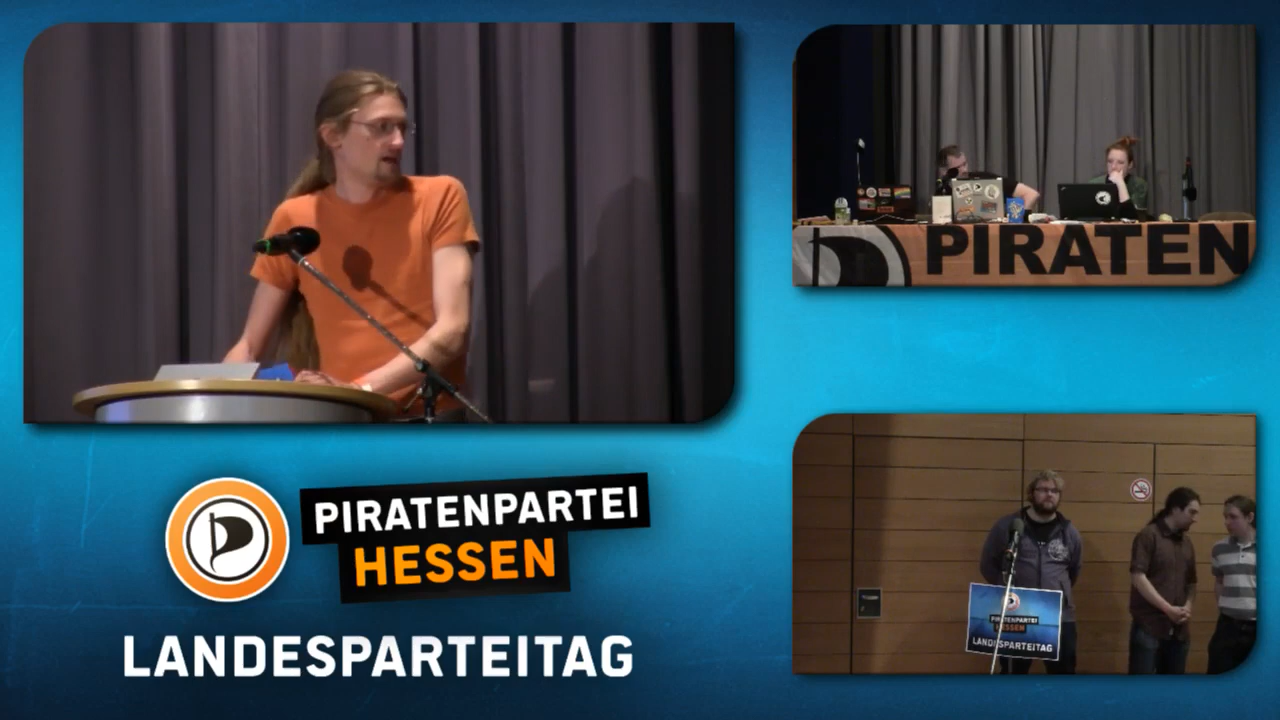 PIRATEN
PIRATENPARTEI
HESSEN
LANDESPARTEITAG
PIRATENPARTEI
HESSEN
LANDESPARTEITAG